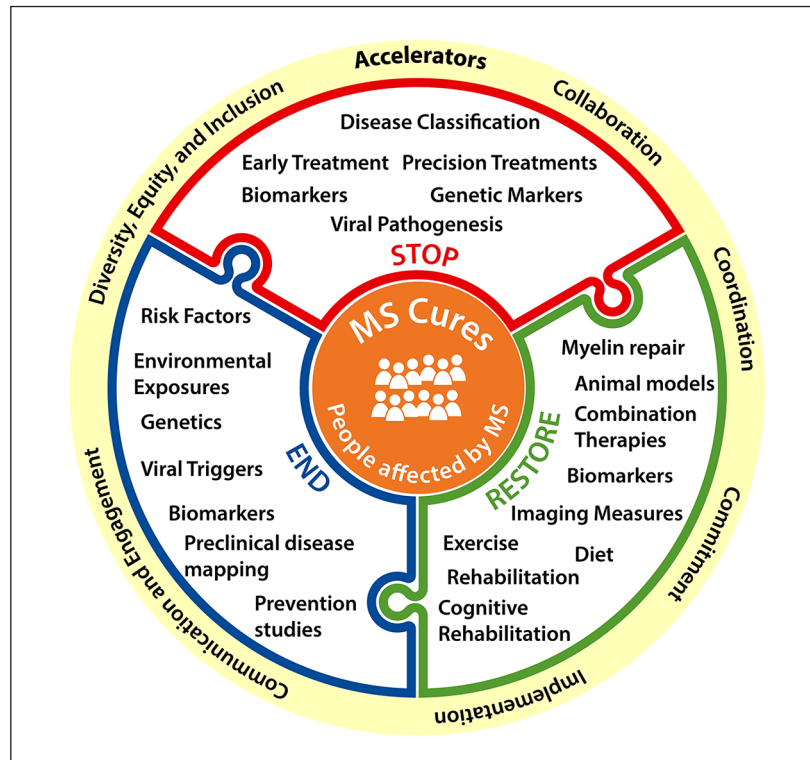 Accelerators
Diversity, Equity, and Inclusion
Collaboration
Coordination
Commitment
Implementation
Communication and Engagement
Disease Classification
Early Treatment
Precision Treatments
Biomarkers
Genetic Markers
Viral Pathogenesis
STOP
MS Cures
People affected by MS
Risk Factors
Environmental
Exposures
Genetics
Viral Triggers
Biomarkers
Preclinical disease
mapping
Prevention
studies
END
Myelin repair
Animal models
Combination
Therapies
Biomarkers
Imaging Measures
Exercise
Diet
Rehabilitation
Cognitive
Rehabilitation
RESTORE